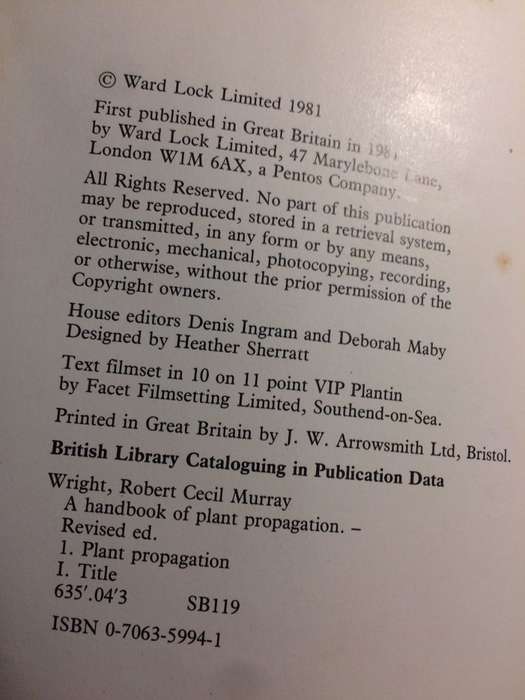 © Ward Lock Limited 1981
First published in Great Britain in 1981
by Ward Lock Limited, 47 Marylebone Lane,
London W1M 6AX, a Pentos Company.
All Rights Reserved. No part of this publication
may be reproduced, stored in a retrieval system,
or transmitted, in any form or by any means,
electronic, mechanical, photocopying, recording,
or otherwise, without the prior permission of the
Copyright owners.
House editors Denis Ingram and Deborah Maby
Designed by Heather Sherratt
Text filmset in 10 on 11 point VIP Plantin
by Facet Filmsetting Limited, Southend-on-Sea.
Printed in Great Britain by J. W. Arrowsmith Ltd, Bristol.
British Library Cataloguing in Publication Data
Wright, Robert Cecil Murray
A handbook of plant propagation. –
Revised ed.
1. Plant propagation
I. Title
635'.04'3 SB119
ISBN 0-7063-5994-1